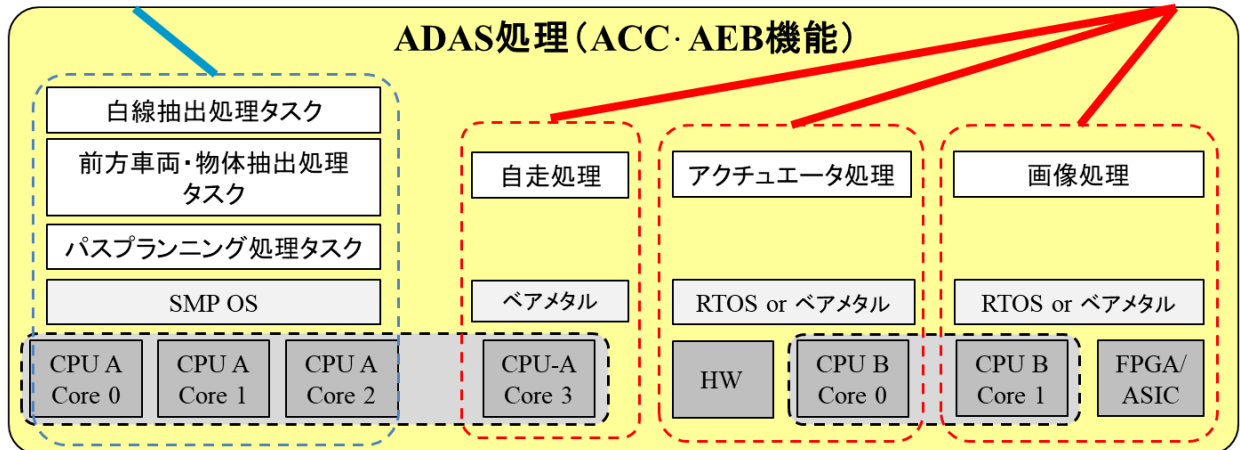 ADAS処理（ACC･AEB機能）
白線抽出処理タスク
前方車両・物体抽出処理
タスク
パスプランニング処理タスク
SMP OS
CPU A
Core 0
CPU A
Core 1
CPU A
Core 2
自走処理
ベアメタル
CPU-A
Core 3
アクチュエータ処理
RTOS or ベアメタル
HW
CPU B
Core 0
画像処理
RTOS or ベアメタル
CPU B
Core 1
FPGA/
ASIC